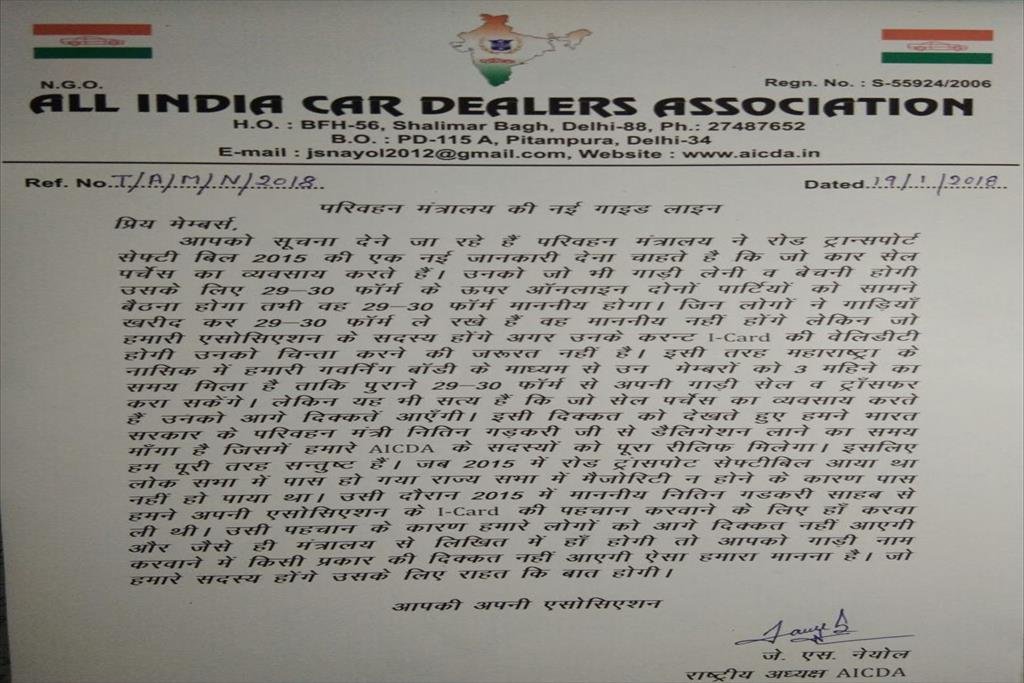 N.G.O.
Regn. No. : S-55924/2006
ALL INDIA CAR DEALERS ASSOCIATION
H.O. : BFH-56, Shalimar Bagh, Delhi-88, Ph.: 27487652
B.O. : PD-115 A, Pitampura, Delhi-34
E-mail : jsnayol2012@gmail.com, Website : www.aicda.in
Ref. No. T/A/M/N/2018
Dated 19/1/2018
परिवहन मंत्रालय की नई गाइड लाइन
प्रिय मेम्बर्स,
आपको सूचना देने जा रहे हैं परिवहन मंत्रालय ने रोड ट्रान्सपोर्ट
सेफ्टी बिल 2015 की एक नई जानकारी देना चाहते है कि जो कार सेल
पर्चेस का व्यवसाय करते हैं। उनको जो भी गाड़ी लेनी व बेचनी होगी
उसके लिए 29-30 फॉर्म के ऊपर ऑनलाइन दोनों पार्टियों को सामने
बैठना होगा तभी वह 29-30 फॉर्म माननीय होगा। जिन लोगों ने गाड़ियाँ
खरीद कर 29-30 फॉर्म ले रखे हैं वह माननीय नहीं होंगे लेकिन जो
हमारी एसोसिएशन के सदस्य होंगे अगर उनके करन्ट I-Card की वेलिडीटी
होगी उनको चिन्ता करने की जरूरत नहीं है। इसी तरह महाराष्ट्रा के
नासिक में हमारी गवर्निंग बॉडी के माध्यम से उन मेम्बरों को 3 महिने का
समय मिला है ताकि पुराने 29-30 फॉर्म से अपनी गाड़ी सेल व ट्राँसफर
करा सकेंगे। लेकिन यह भी सत्य हैं कि जो सेल पर्चेस का व्यवसाय करते
हैं उनको आगे दिक्कतें आएँगी। इसी दिक्कत को देखते हुए हमने भारत
सरकार के परिवहन मंत्री नितिन गड़करी जी से डैलिगेशन लाने का समय
माँगा है जिसमें हमारे AICDA के सदस्यों को पूरा रीलिफ मिलेगा। इसलिए
हम पूरी तरह सन्तुष्ट हैं। जब 2015 में रोड ट्रांसपोट सेफ्टीबिल आया था
लोक सभा में पास हो गया राज्य सभा में मैजोरिटी न होने के कारण पास
नहीं हो पाया था। उसी दौरान 2015 में माननीय नितिन गडकरी साहब से
हमने अपनी एसोसिएशन के I-Card की पहचान करवाने के लिए हाँ करवा
ली थी। उसी पहचान के कारण हमारे लोगों को आगे दिक्कत नहीं आएगी
और जैसे ही मंत्रालय से लिखित में हाँ होगी तो आपको गाड़ी नाम
करवाने में किसी प्रकार की दिक्कत नहीं आएगी ऐसा हमारा मानना है। जो
हमारे सदस्य होंगे उसके लिए राहत कि बात होगी।
आपकी अपनी एसोसिएशन
जे. एस. नेयोल
राष्ट्रीय अध्यक्ष AICDA